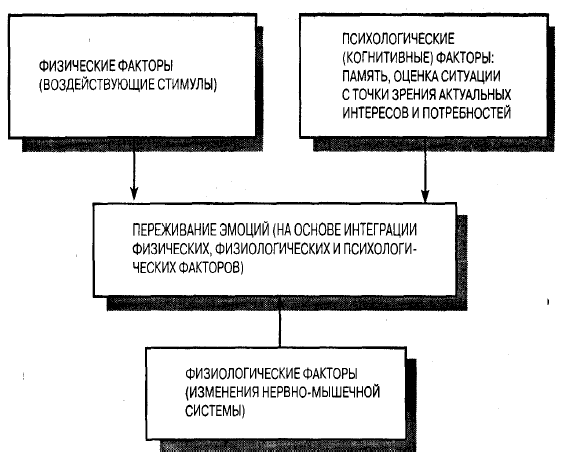 ФИЗИЧЕСКИЕ ФАКТОРЫ
(ВОЗДЕЙСТВУЮЩИЕ СТИМУЛЫ)
ПСИХОЛОГИЧЕСКИЕ
(КОГНИТИВНЫЕ) ФАКТОРЫ:
ПАМЯТЬ, ОЦЕНКА СИТУАЦИИ
С ТОЧКИ ЗРЕНИЯ АКТУАЛЬНЫХ
ИНТЕРЕСОВ И ПОТРЕБНОСТЕЙ
ПЕРЕЖИВАНИЕ ЭМОЦИЙ (НА ОСНОВЕ ИНТЕГРАЦИИ
ФИЗИЧЕСКИХ, ФИЗИОЛОГИЧЕСКИХ И ПСИХОЛОГИ-
ЧЕСКИХ ФАКТОРОВ)
ФИЗИОЛОГИЧЕСКИЕ ФАКТОРЫ
(ИЗМЕНЕНИЯ НЕРВНО-МЫШЕЧНОЙ
СИСТЕМЫ)